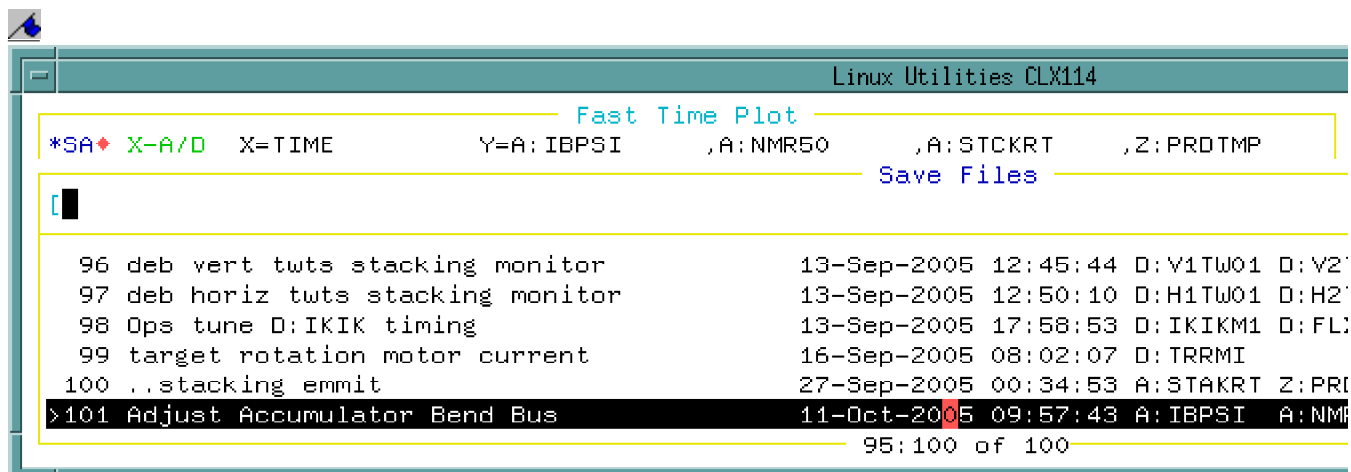 Linux Utilities CLX114
Fast Time Plot
*SA♦ X-A/D X=TIME Y=A:IBPSI ,A:NMR50 ,A:STCKRT ,Z:PRDTMP
Save Files
[
96 deb vert twts stacking monitor 13-Sep-2005 12:45:44 D:V1TW01
97 deb horiz twts stacking monitor 13-Sep-2005 12:50:10 D:H1TW01
98 Ops tune D:IKIK timing 13-Sep-2005 17:58:53 D:IKIKM1
99 target rotation motor current 16-Sep-2005 08:02:07 D:TRRMI
100 ..stacking emmit 27-Sep-2005 00:34:53 A:STAKRT
>101 Adjust Accumulator Bend Bus 11-Oct-2005 09:57:43 A:IBPSI
95:100 of 100